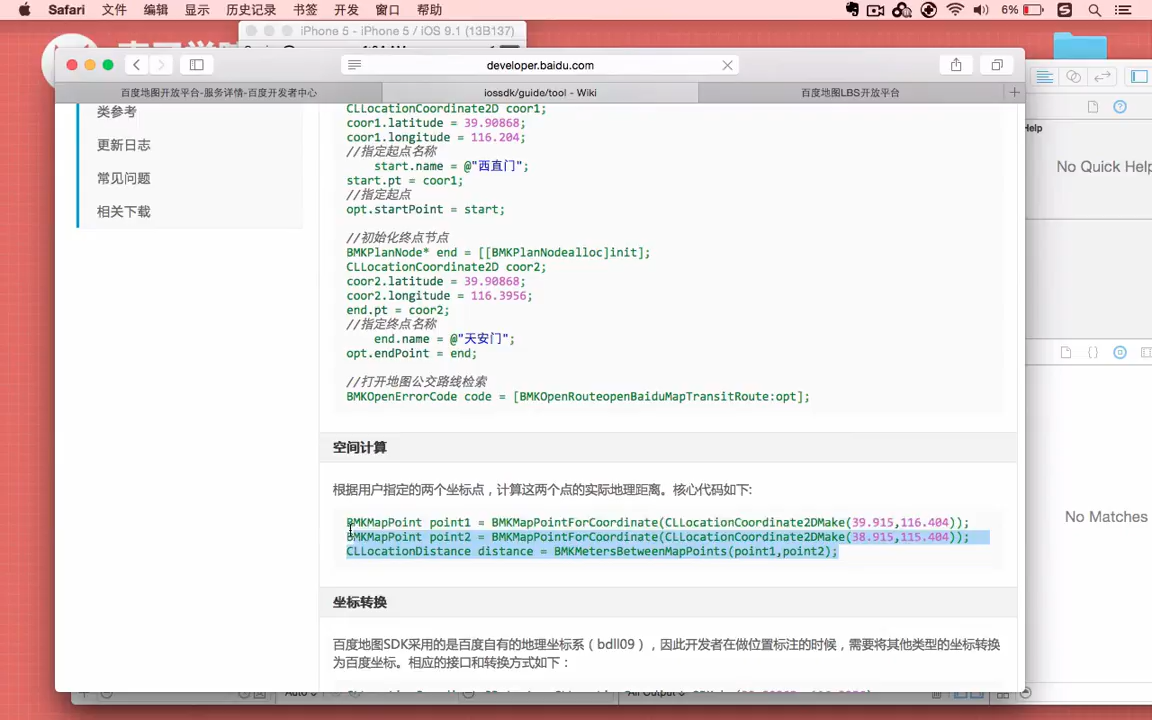 Safari 文件 编辑 显示 历史记录 书签 开发 窗口 帮助 6%
iPhone 5 - iPhone 5 / iOS 9.1 (13B137)
developer.baidu.com
百度地图开放平台-服务详情-百度开发者中心 iossdk/guide/tool - Wiki 百度地图LBS开放平台
类参考
更新日志
常见问题
相关下载
CLLocationCoordinate2D coor1;
coor1.latitude = 39.90868;
coor1.longitude = 116.204;
//指定起点名称
start.name = @"西直门";
start.pt = coor1;
//指定起点
opt.startPoint = start;
//初始化终点节点
BMKPlanNode* end = [[BMKPlanNodealloc]init];
CLLocationCoordinate2D coor2;
coor2.latitude = 39.90868;
coor2.longitude = 116.3956;
end.pt = coor2;
//指定终点名称
end.name = @"天安门";
opt.endPoint = end;
//打开地图公交路线检索
BMKOpenErrorCode code = [BMKOpenRouteopenBaiduMapTransitRoute:opt];
空间计算
根据用户指定的两个坐标点，计算这两个点的实际地理距离。核心代码如下:
BMKMapPoint point1 = BMKMapPointForCoordinate(CLLocationCoordinate2DMake(39.915,116.404));
BMKMapPoint point2 = BMKMapPointForCoordinate(CLLocationCoordinate2DMake(38.915,115.404));
CLLocationDistance distance = BMKMetersBetweenMapPoints(point1,point2);
坐标转换
百度地图SDK采用的是百度自有的地理坐标系（bdll09），因此开发者在做位置标注的时候，需要将其他类型的坐标转换
为百度坐标。相应的接口和转换方式如下：
Help
No Quick Help
No Matches